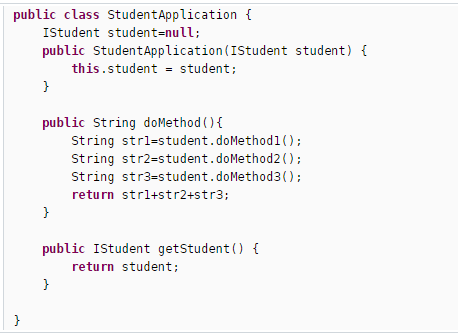 public class StudentApplication {
    IStudent student=null;
    public StudentApplication(IStudent student) {
        this.student = student;
    }

    public String doMethod(){
        String str1=student.doMethod1();
        String str2=student.doMethod2();
        String str3=student.doMethod3();
        return str1+str2+str3;
    }

    public IStudent getStudent() {
        return student;
    }

}